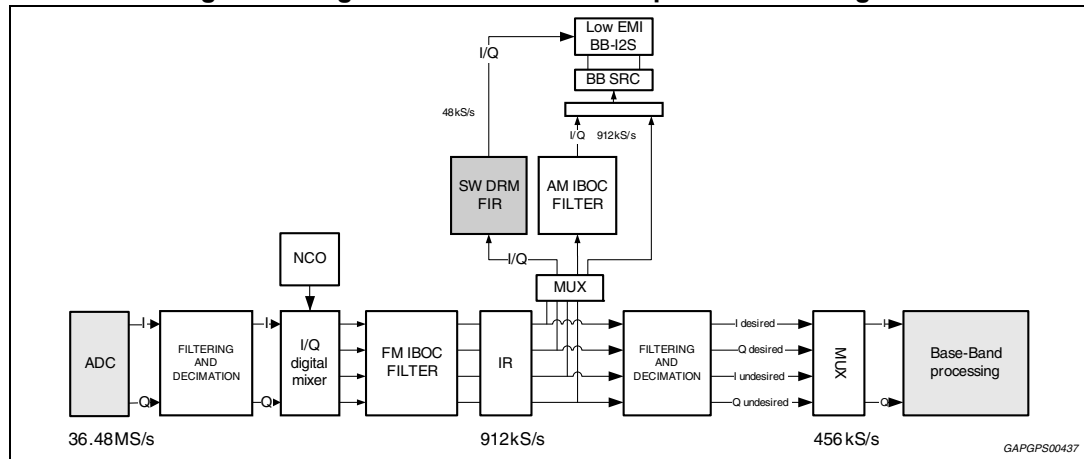 Low EMI
BB-I2S
I/Q
BB SRC
48kS/s
I/Q
912kS/s
SW DRM
FIR
AM IBOC
FILTER
NCO
I/Q
MUX
ADC
I
Q
FILTERING
AND
DECIMATION
I
Q
I/Q
digital
mixer
FM IBOC
FILTER
IR
FILTERING
AND
DECIMATION
I desired
Q desired
I undesired
Q undesired
MUX
I
Q
Base-Band
processing
36.48MS/s
912kS/s
456kS/s
GAPGPS00437